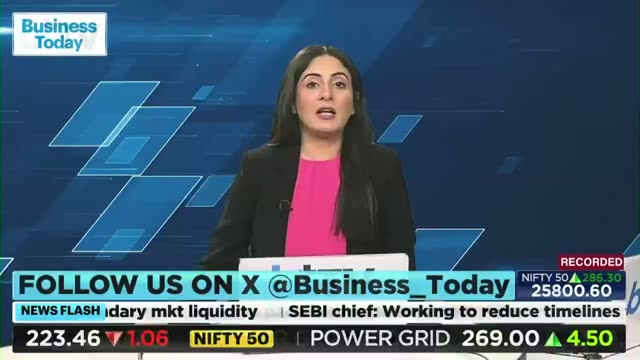 Business
Today
RECORDED
FOLLOW US ON X @Business_Today
NIFTY 50 ▲286.30
25800.60
NEWS FLASH
dary mkt liquidity
SEBI chief: Working to reduce timelines
223.46 ▼ 1.06 NIFTY 50 POWER GRID 269.00 ▲ 4.50